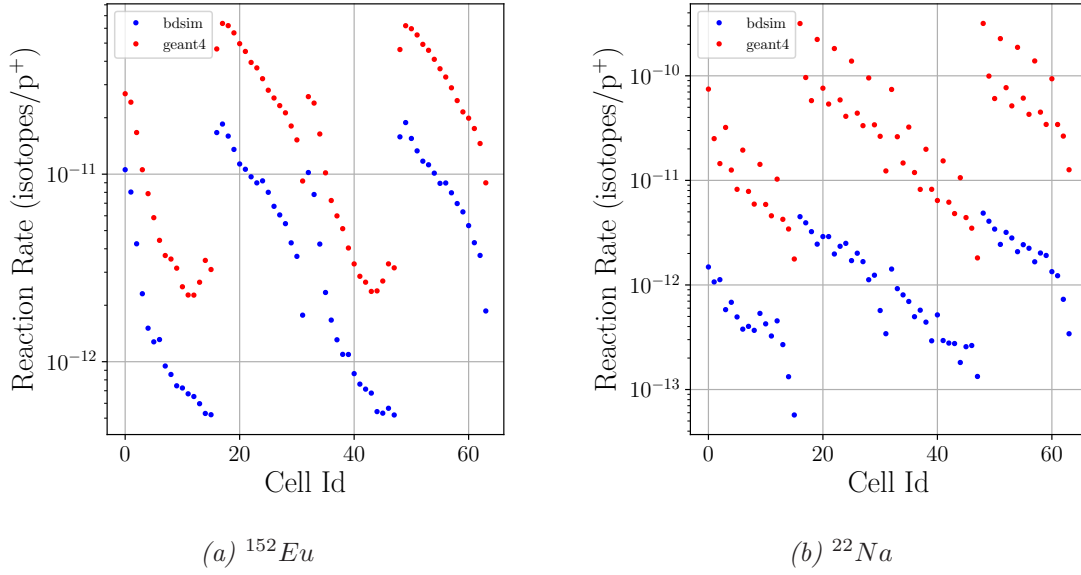 bdsim
geant4
Reaction Rate (isotopes/p⁺)
10⁻¹¹
10⁻¹²
0 20 40 60
Cell Id
(a) ¹⁵²Eu
bdsim
geant4
Reaction Rate (isotopes/p⁺)
10⁻¹⁰
10⁻¹¹
10⁻¹²
10⁻¹³
0 20 40 60
Cell Id
(b) ²²Na